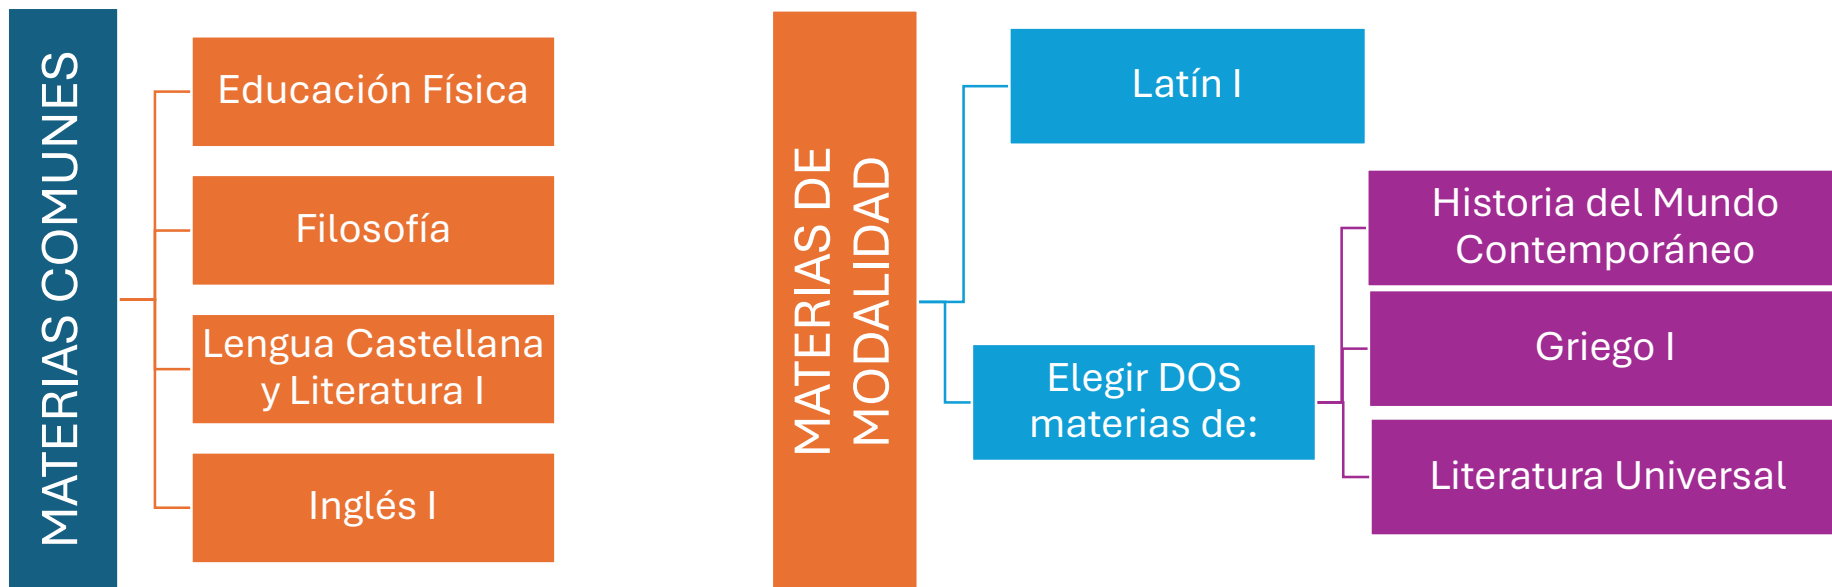 MATERIAS COMUNES
Educación Física
Filosofía
Lengua Castellana
y Literatura I
Inglés I
MATERIAS DE
MODALIDAD
Latín I
Elegir DOS
materias de:
Historia del Mundo
Contemporáneo
Griego I
Literatura Universal